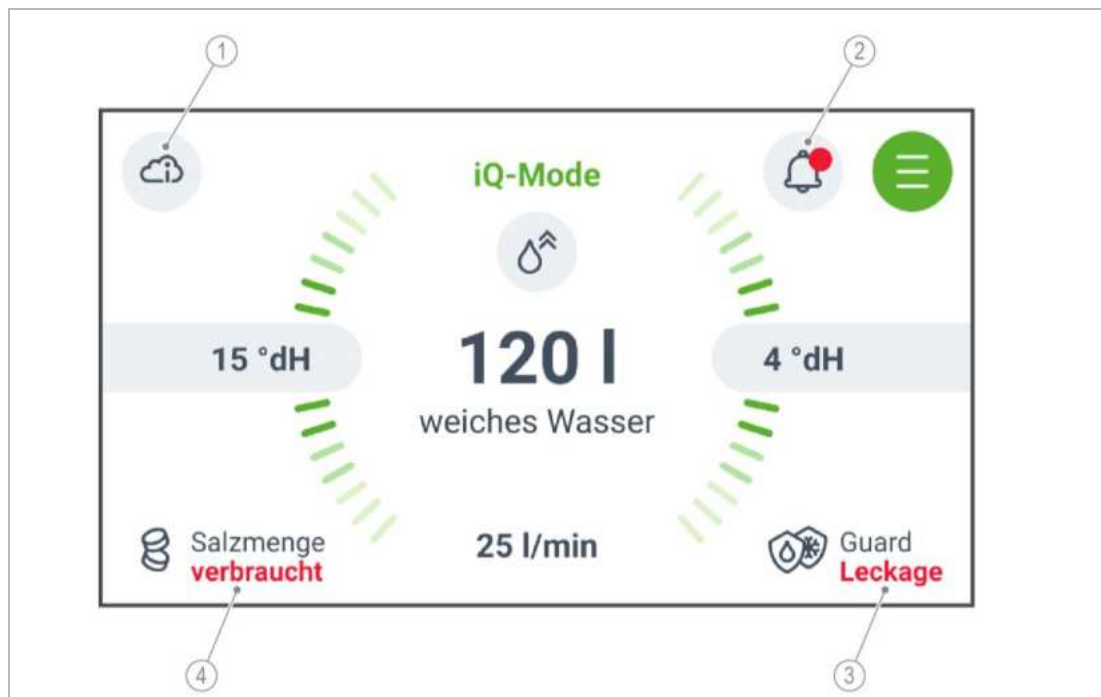 1
2
iQ-Mode
15 °dH
120 l
4 °dH
weiches Wasser
Salzmenge
verbraucht
25 l/min
Guard
Leckage
4
3